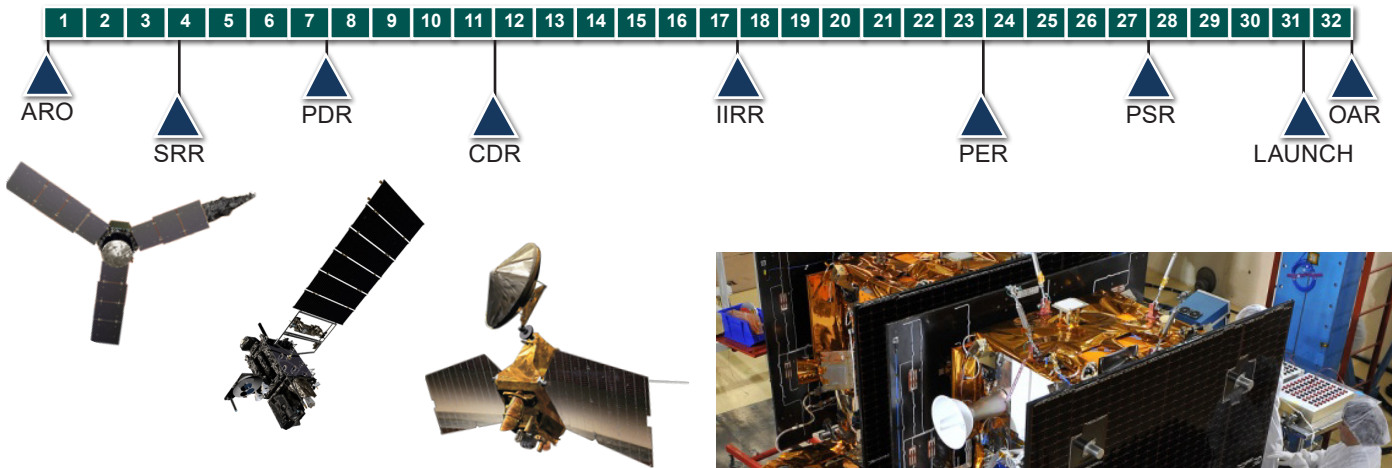 1 2 3 4 5 6 7 8 9 10 11 12 13 14 15 16 17 18 19 20 21 22 23 24 25 26 27 28 29 30 31 32
ARO PDR IIRR PSR OAR
SRR CDR PER LAUNCH